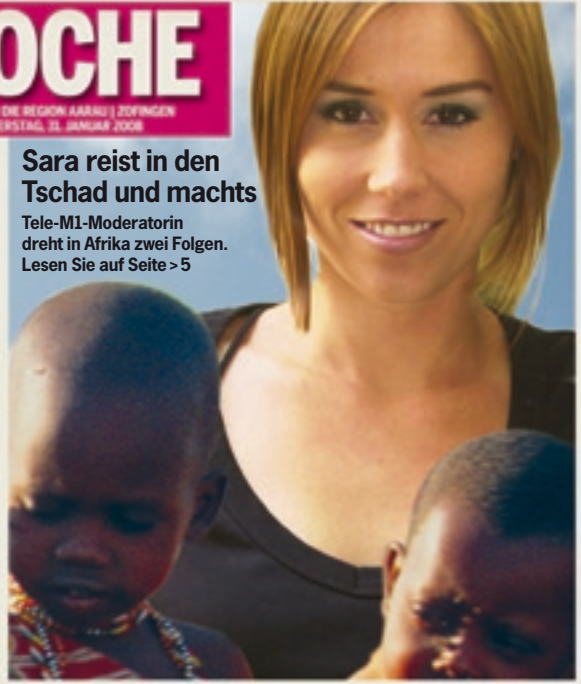 OCHE
DIE REGION AARAU | ZOFINGEN
ERSTAG, 31. JANUAR 2008
Sara reist in den
Tschad und machts
Tele-M1-Moderatorin
dreht in Afrika zwei Folgen.
Lesen Sie auf Seite > 5